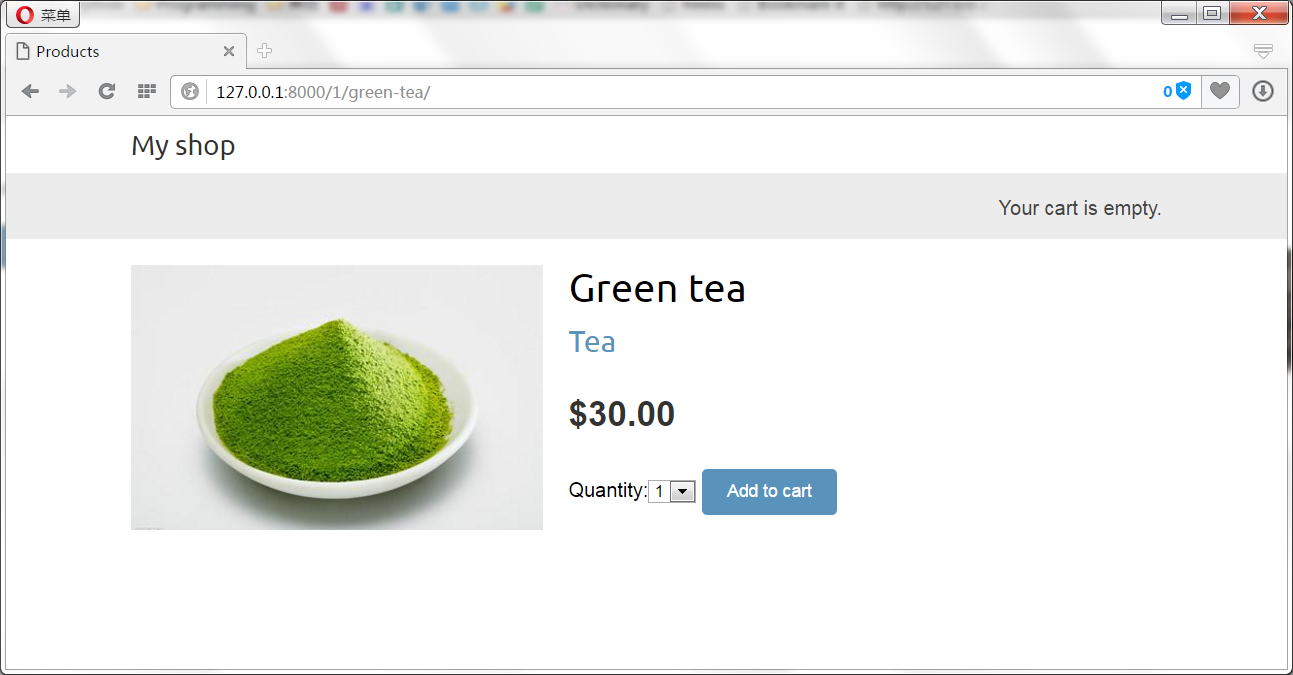 菜单
Products
127.0.0.1:8000/1/green-tea/
0
My shop
Your cart is empty.
Green tea
Tea
$30.00
Quantity: 1 Add to cart